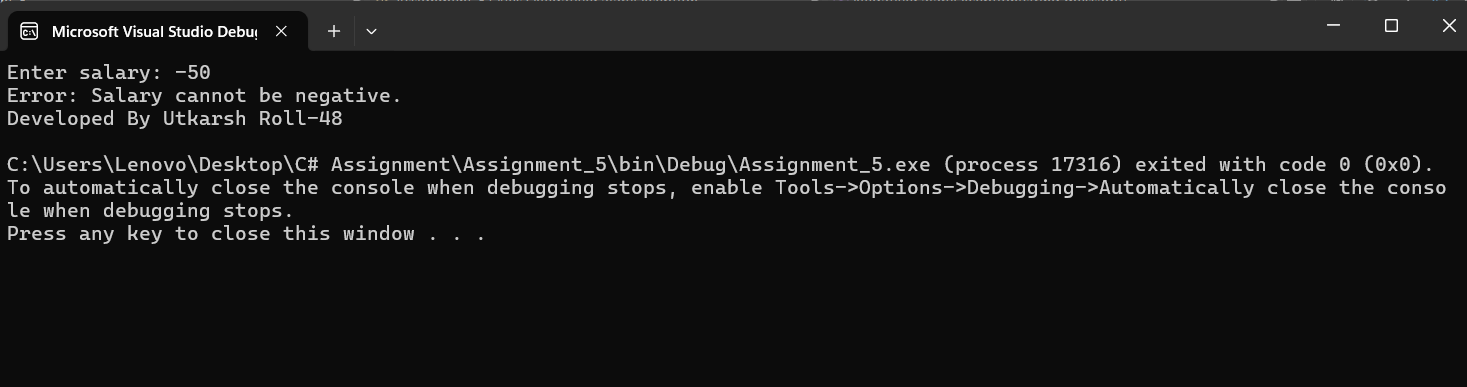 Microsoft Visual Studio Debu
Enter salary: -50
Error: Salary cannot be negative.
Developed By Utkarsh Roll-48
C:\Users\Lenovo\Desktop\C# Assignment\Assignment_5\bin\Debug\Assignment_5.exe (process 17316) exited with code 0 (0x0).
To automatically close the console when debugging stops, enable Tools->Options->Debugging->Automatically close the conso
le when debugging stops.
Press any key to close this window . . .